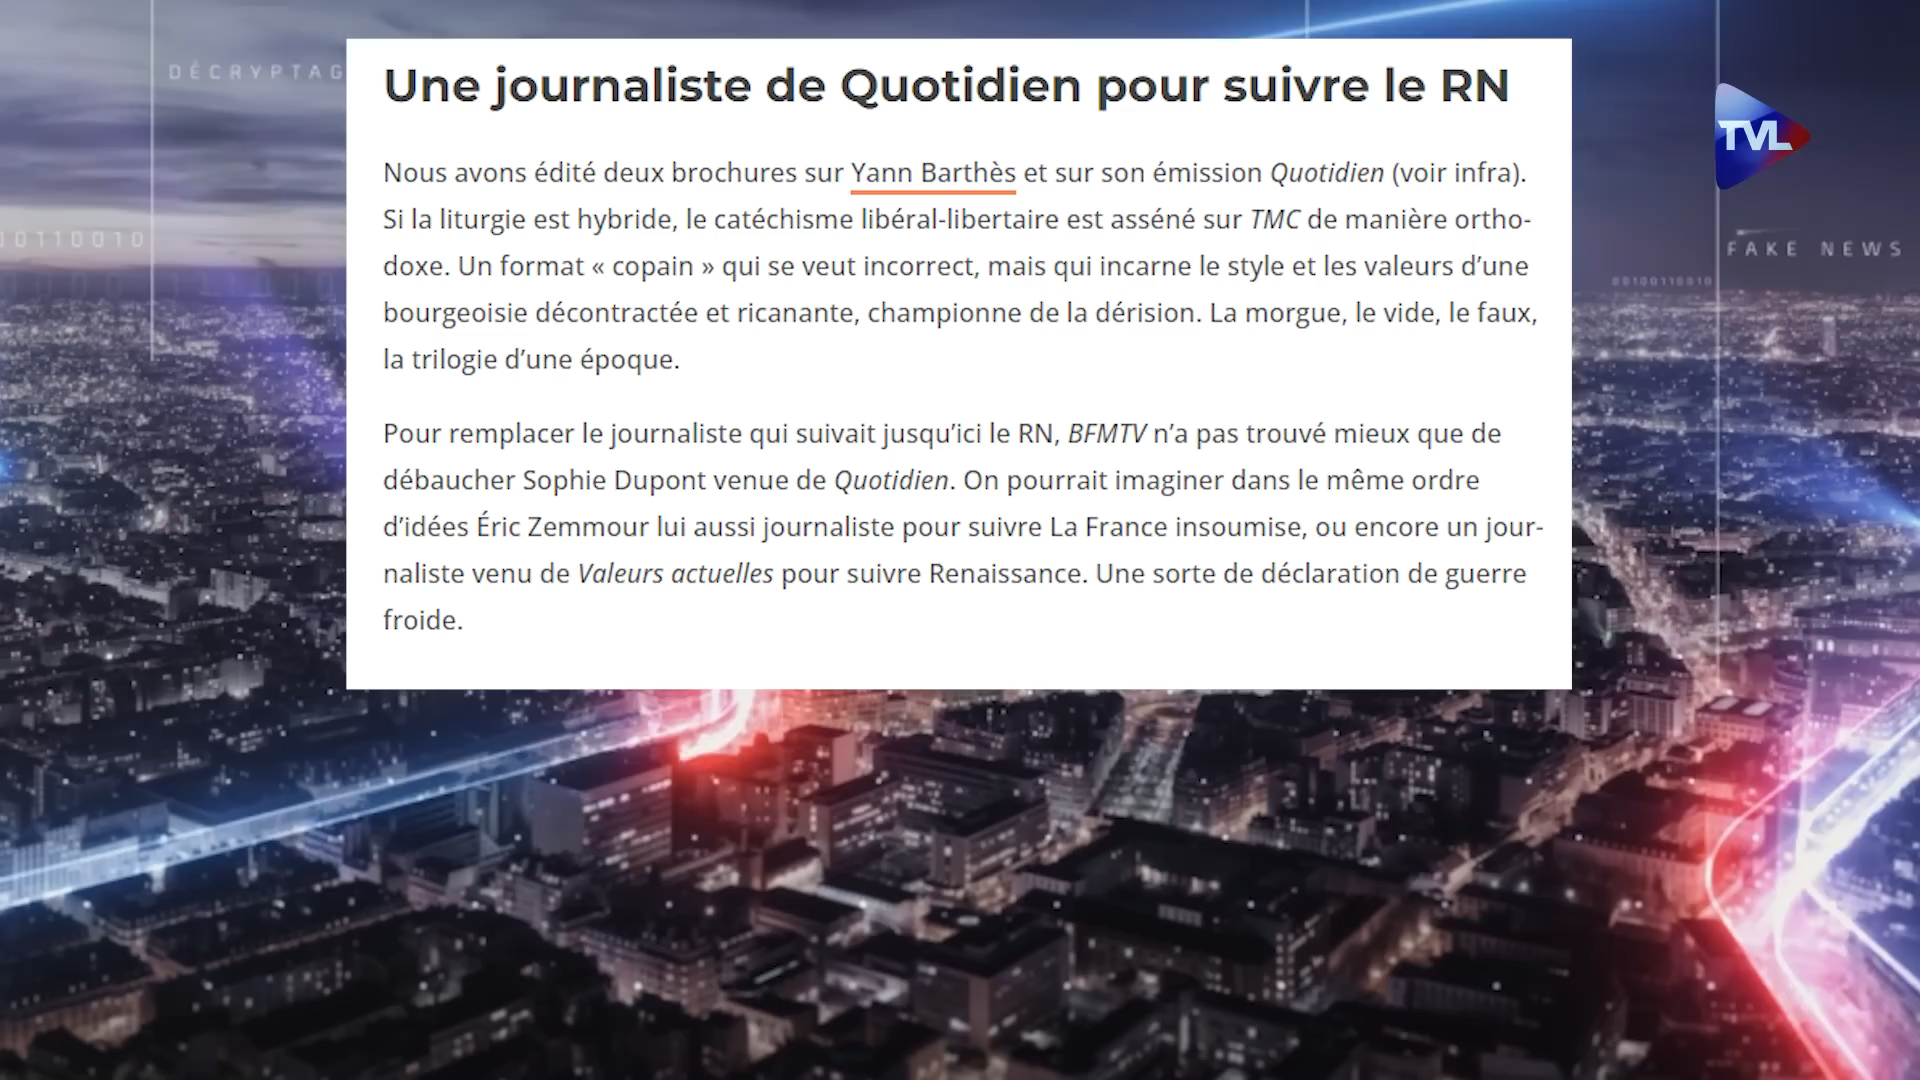 DÉCRYPTAG
Une journaliste de Quotidien pour suivre le RN
TVL
Nous avons édité deux brochures sur Yann Barthès et sur son émission Quotidien (voir infra).
Si la liturgie est hybride, le catéchisme libéral-libertaire est asséné sur TMC de manière ortho-
doxe. Un format « copain » qui se veut incorrect, mais qui incarne le style et les valeurs d’une
bourgeoisie décontractée et ricanante, championne de la dérision. La morgue, le vide, le faux,
la trilogie d’une époque.
00110010
FAKE NEWS
00100110010
Pour remplacer le journaliste qui suivait jusqu’ici le RN, BFMTV n’a pas trouvé mieux que de
débaucher Sophie Dupont venue de Quotidien. On pourrait imaginer dans le même ordre
d’idées Éric Zemmour lui aussi journaliste pour suivre La France insoumise, ou encore un jour-
naliste venu de Valeurs actuelles pour suivre Renaissance. Une sorte de déclaration de guerre
froide.